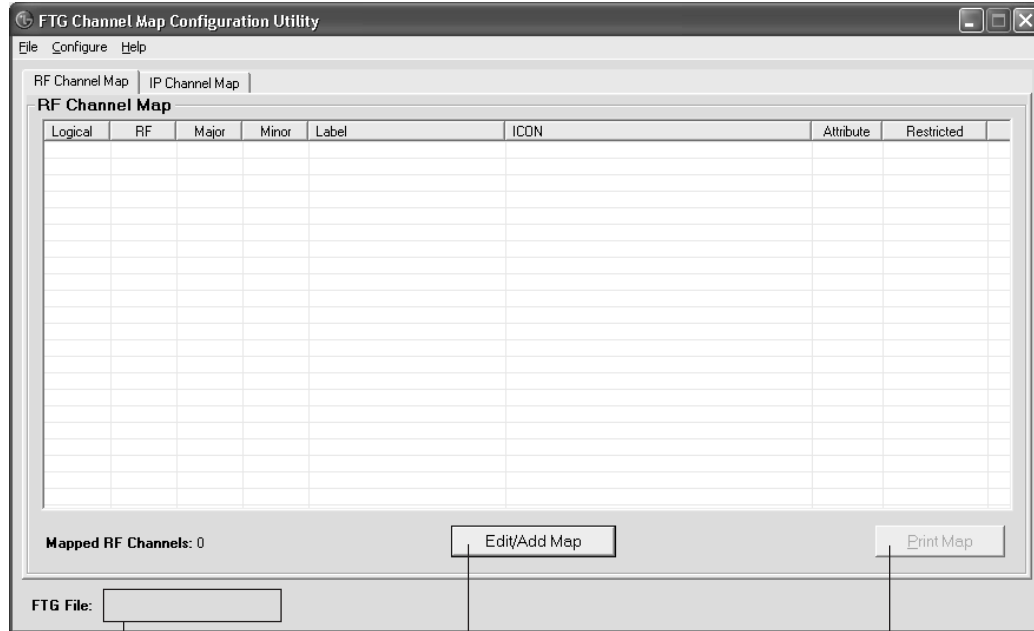 FTG Channel Map Configuration Utility
File Configure Help
RF Channel Map IP Channel Map
RF Channel Map
Logical RF Major Minor Label ICON Attribute Restricted
Mapped RF Channels: 0 Edit/Add Map Print Map
FTG File: